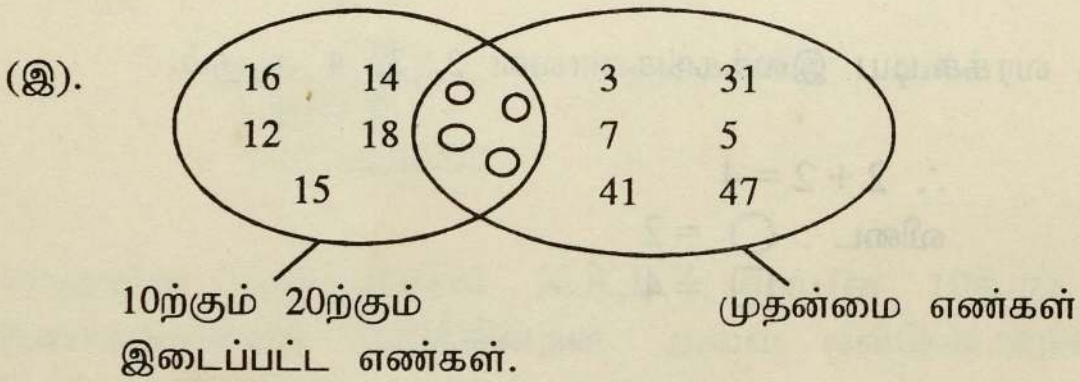 (இ).
16 14 3 31
12 18 7 5
15 41 47
10ற்கும் 20ற்கும்
இடைப்பட்ட எண்கள்.
முதன்மை எண்கள்